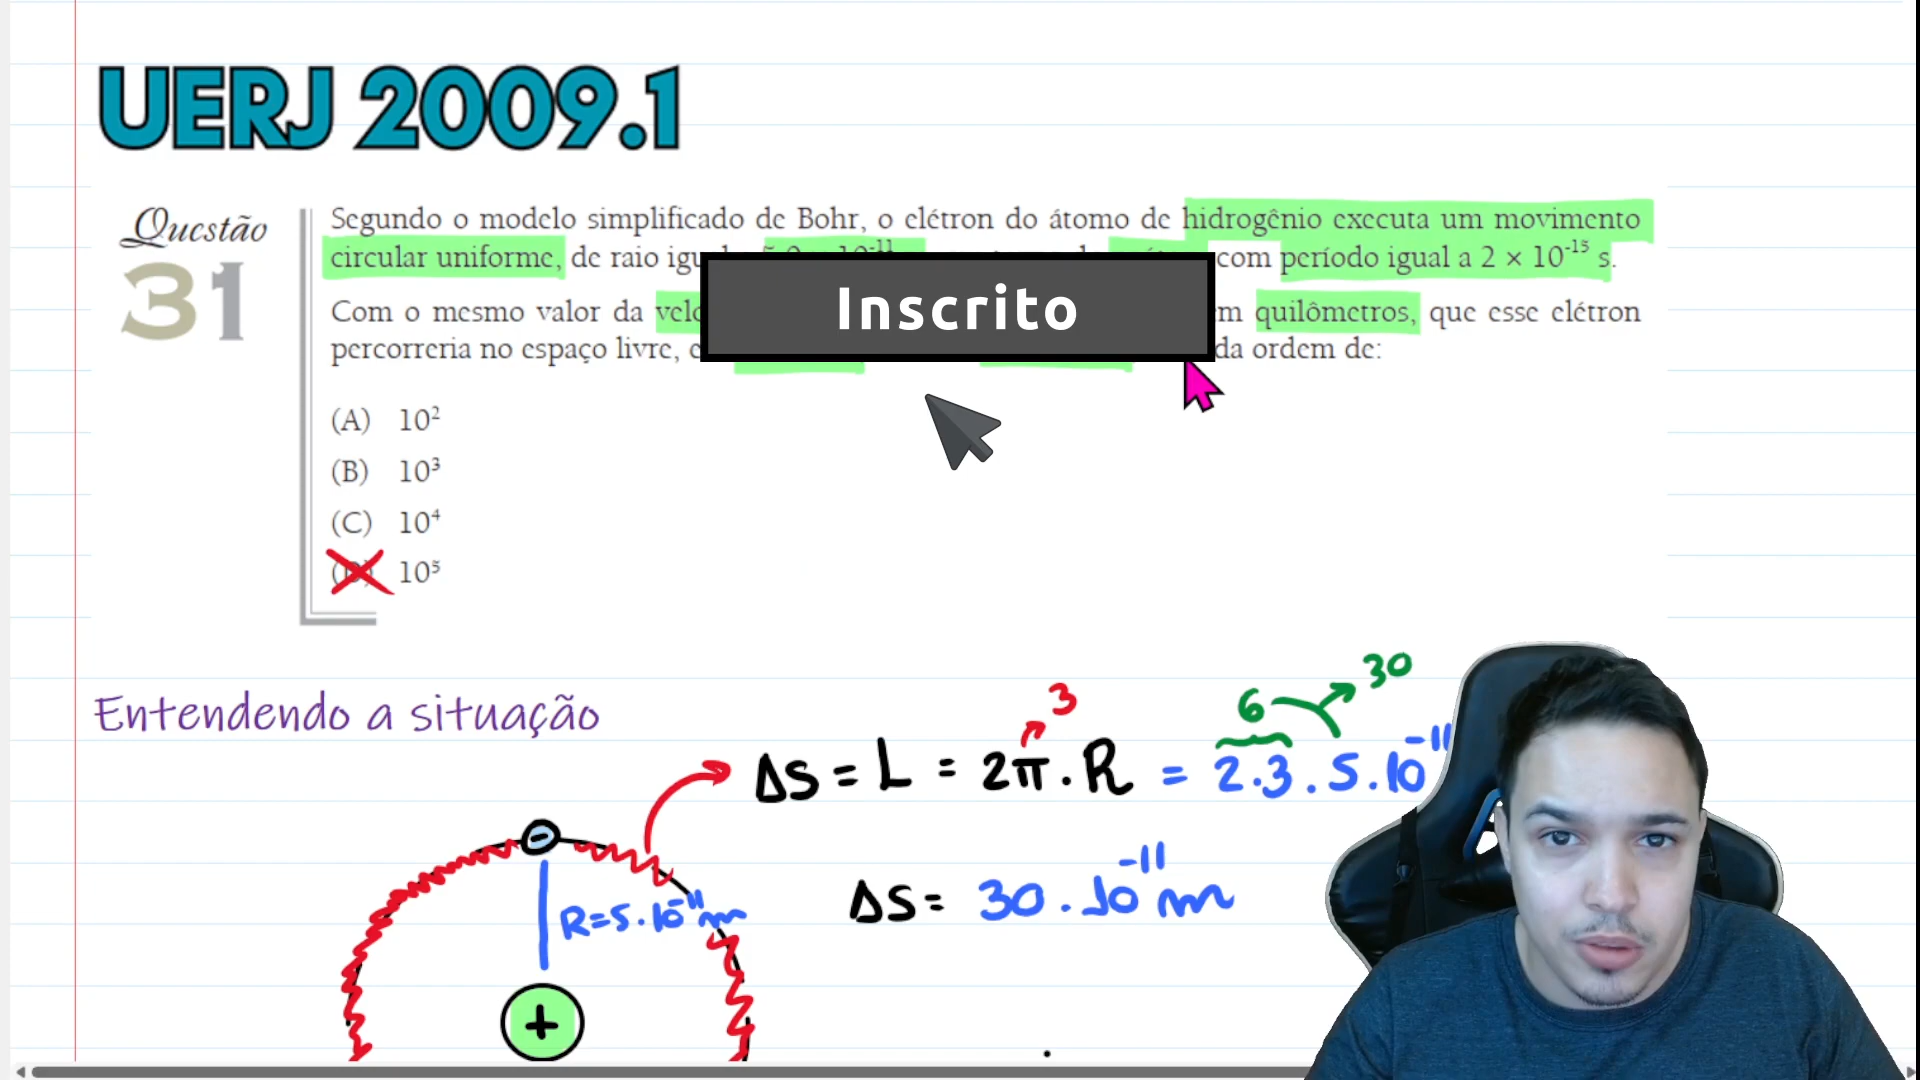 UERJ 2009.1
Questão
31
Segundo o modelo simplificado de Bohr, o elétron do átomo de hidrogênio executa um movimento
circular uniforme, de raio com período igual a 2 × 10⁻¹⁵ s.
Inscrito
Com o mesmo valor da quilômetros, que esse elétron
percorreria no espaço livre, da ordem de:
(A) 10²
(B) 10³
(C) 10⁴
(D) 10⁵
Entendendo a situação
3
6
30
ΔS = L = 2π . R = 2.3 . 5 . 10⁻¹¹
-
R=5.10⁻¹¹m
ΔS= 30 . 10⁻¹¹ m
+